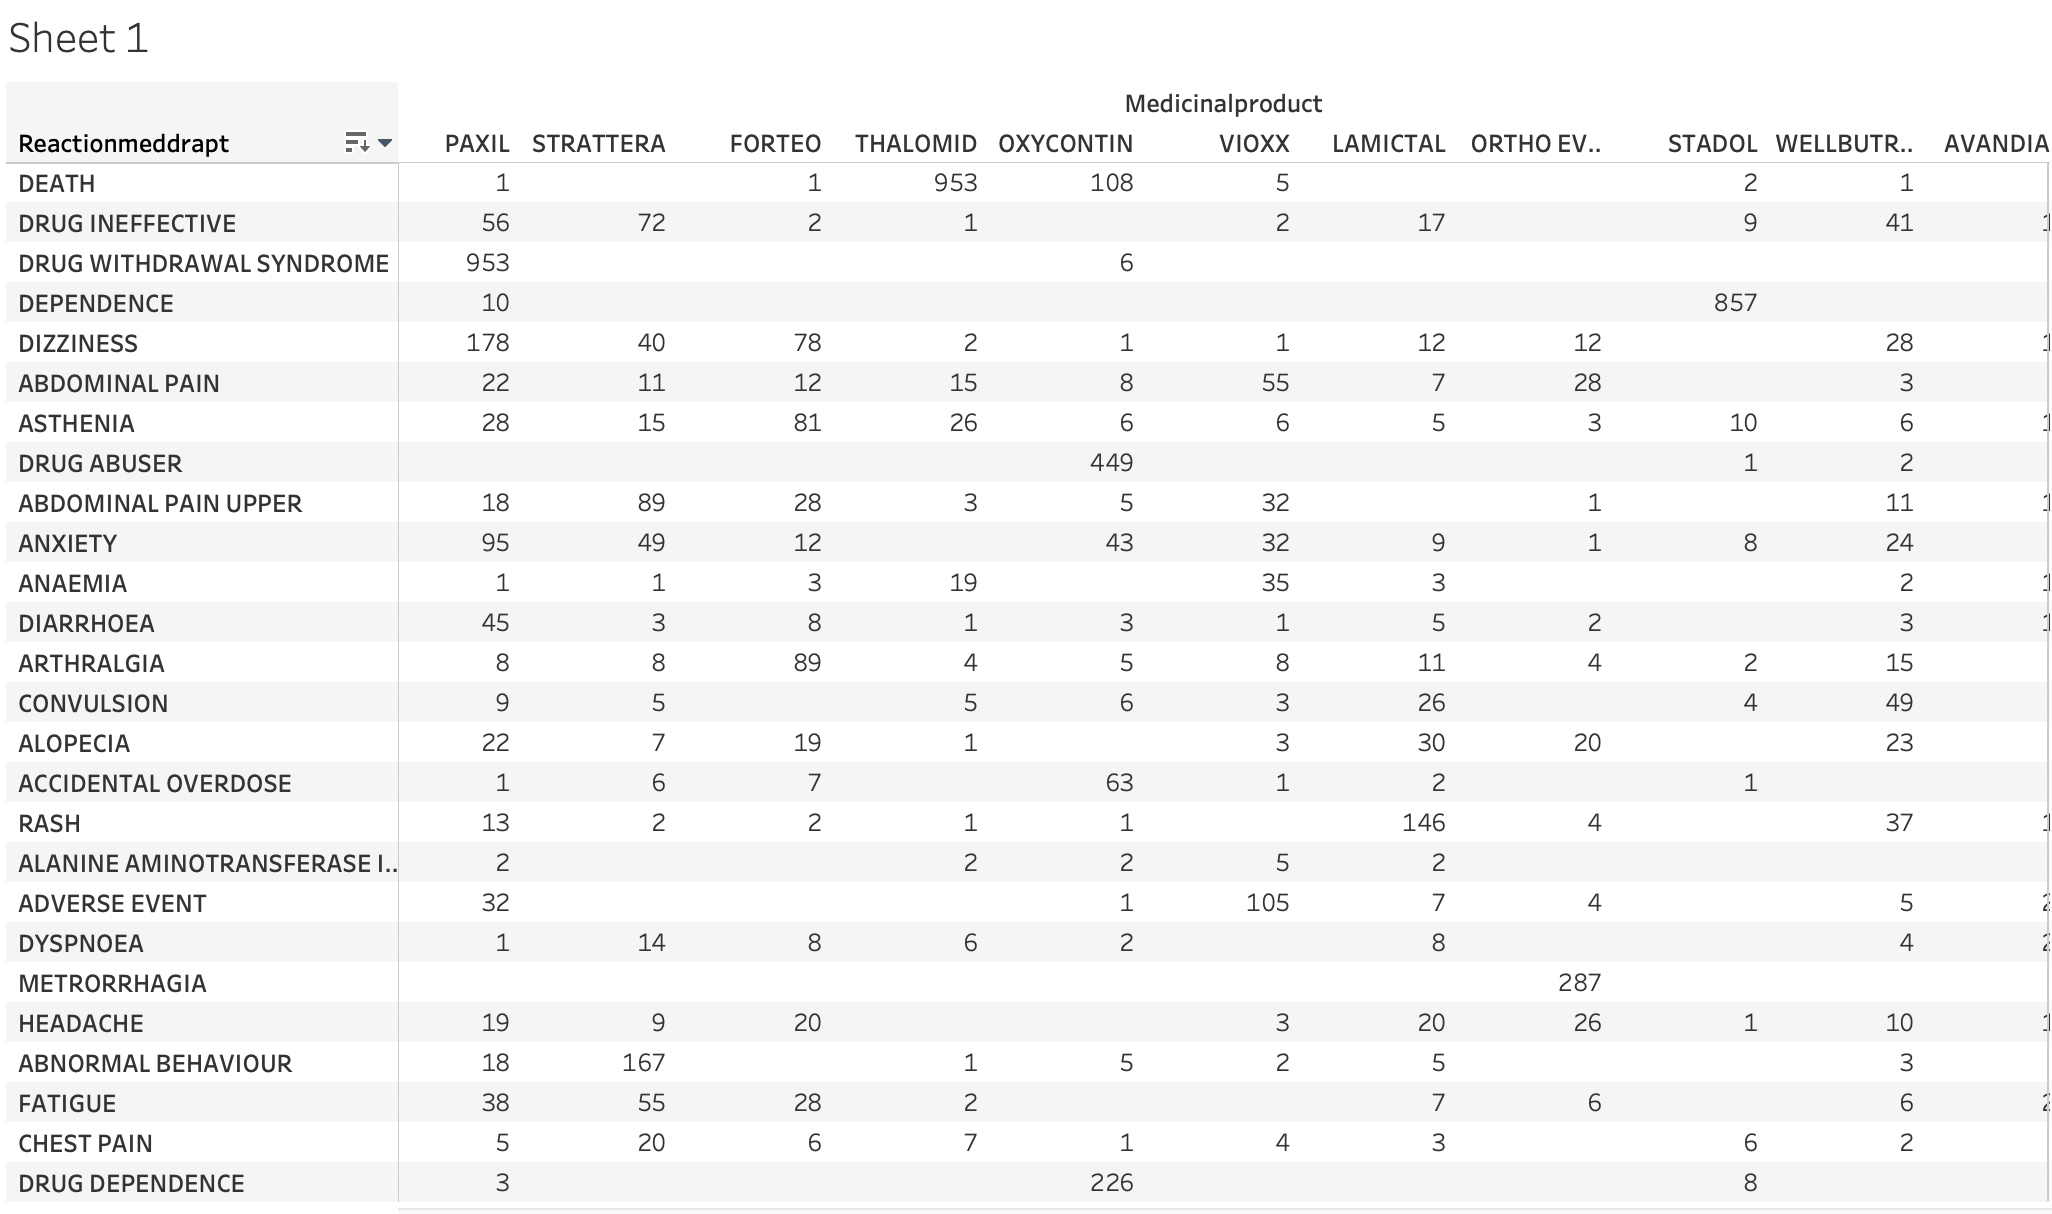 Sheet 1
Medicinalproduct
Reactionmeddrapt PAXIL STRATTERA FORTEO THALOMID OXYCONTIN VIOXX LAMICTAL ORTHO EV.. STADOL WELLBUTR.. AVANDIA
DEATH 1 1 953 108 5 2 1
DRUG INEFFECTIVE 56 72 2 1 2 17 9 41
DRUG WITHDRAWAL SYNDROME 953 6
DEPENDENCE 10 857
DIZZINESS 178 40 78 2 1 1 12 12 28
ABDOMINAL PAIN 22 11 12 15 8 55 7 28 3
ASTHENIA 28 15 81 26 6 6 5 3 10 6
DRUG ABUSER 449 1 2
ABDOMINAL PAIN UPPER 18 89 28 3 5 32 1 11
ANXIETY 95 49 12 43 32 9 1 8 24
ANAEMIA 1 1 3 19 35 3 2
DIARRHOEA 45 3 8 1 3 1 5 2 3
ARTHRALGIA 8 8 89 4 5 8 11 4 2 15
CONVULSION 9 5 5 6 3 26 4 49
ALOPECIA 22 7 19 1 3 30 20 23
ACCIDENTAL OVERDOSE 1 6 7 63 1 2 1
RASH 13 2 2 1 1 146 4 37
ALANINE AMINOTRANSFERASE I.. 2 2 2 5 2
ADVERSE EVENT 32 1 105 7 4 5
DYSPNOEA 1 14 8 6 2 8 4
METRORRHAGIA 287
HEADACHE 19 9 20 3 20 26 1 10
ABNORMAL BEHAVIOUR 18 167 1 5 2 5 3
FATIGUE 38 55 28 2 7 6 6
CHEST PAIN 5 20 6 7 1 4 3 6 2
DRUG DEPENDENCE 3 226 8